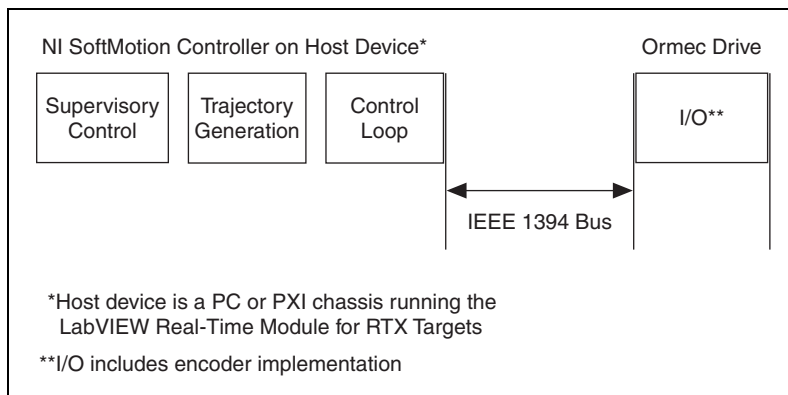 NI SoftMotion Controller on Host Device*
Ormec Drive
Supervisory
Control
Trajectory
Generation
Control
Loop
I/O**
IEEE 1394 Bus
*Host device is a PC or PXI chassis running the
LabVIEW Real-Time Module for RTX Targets
**I/O includes encoder implementation